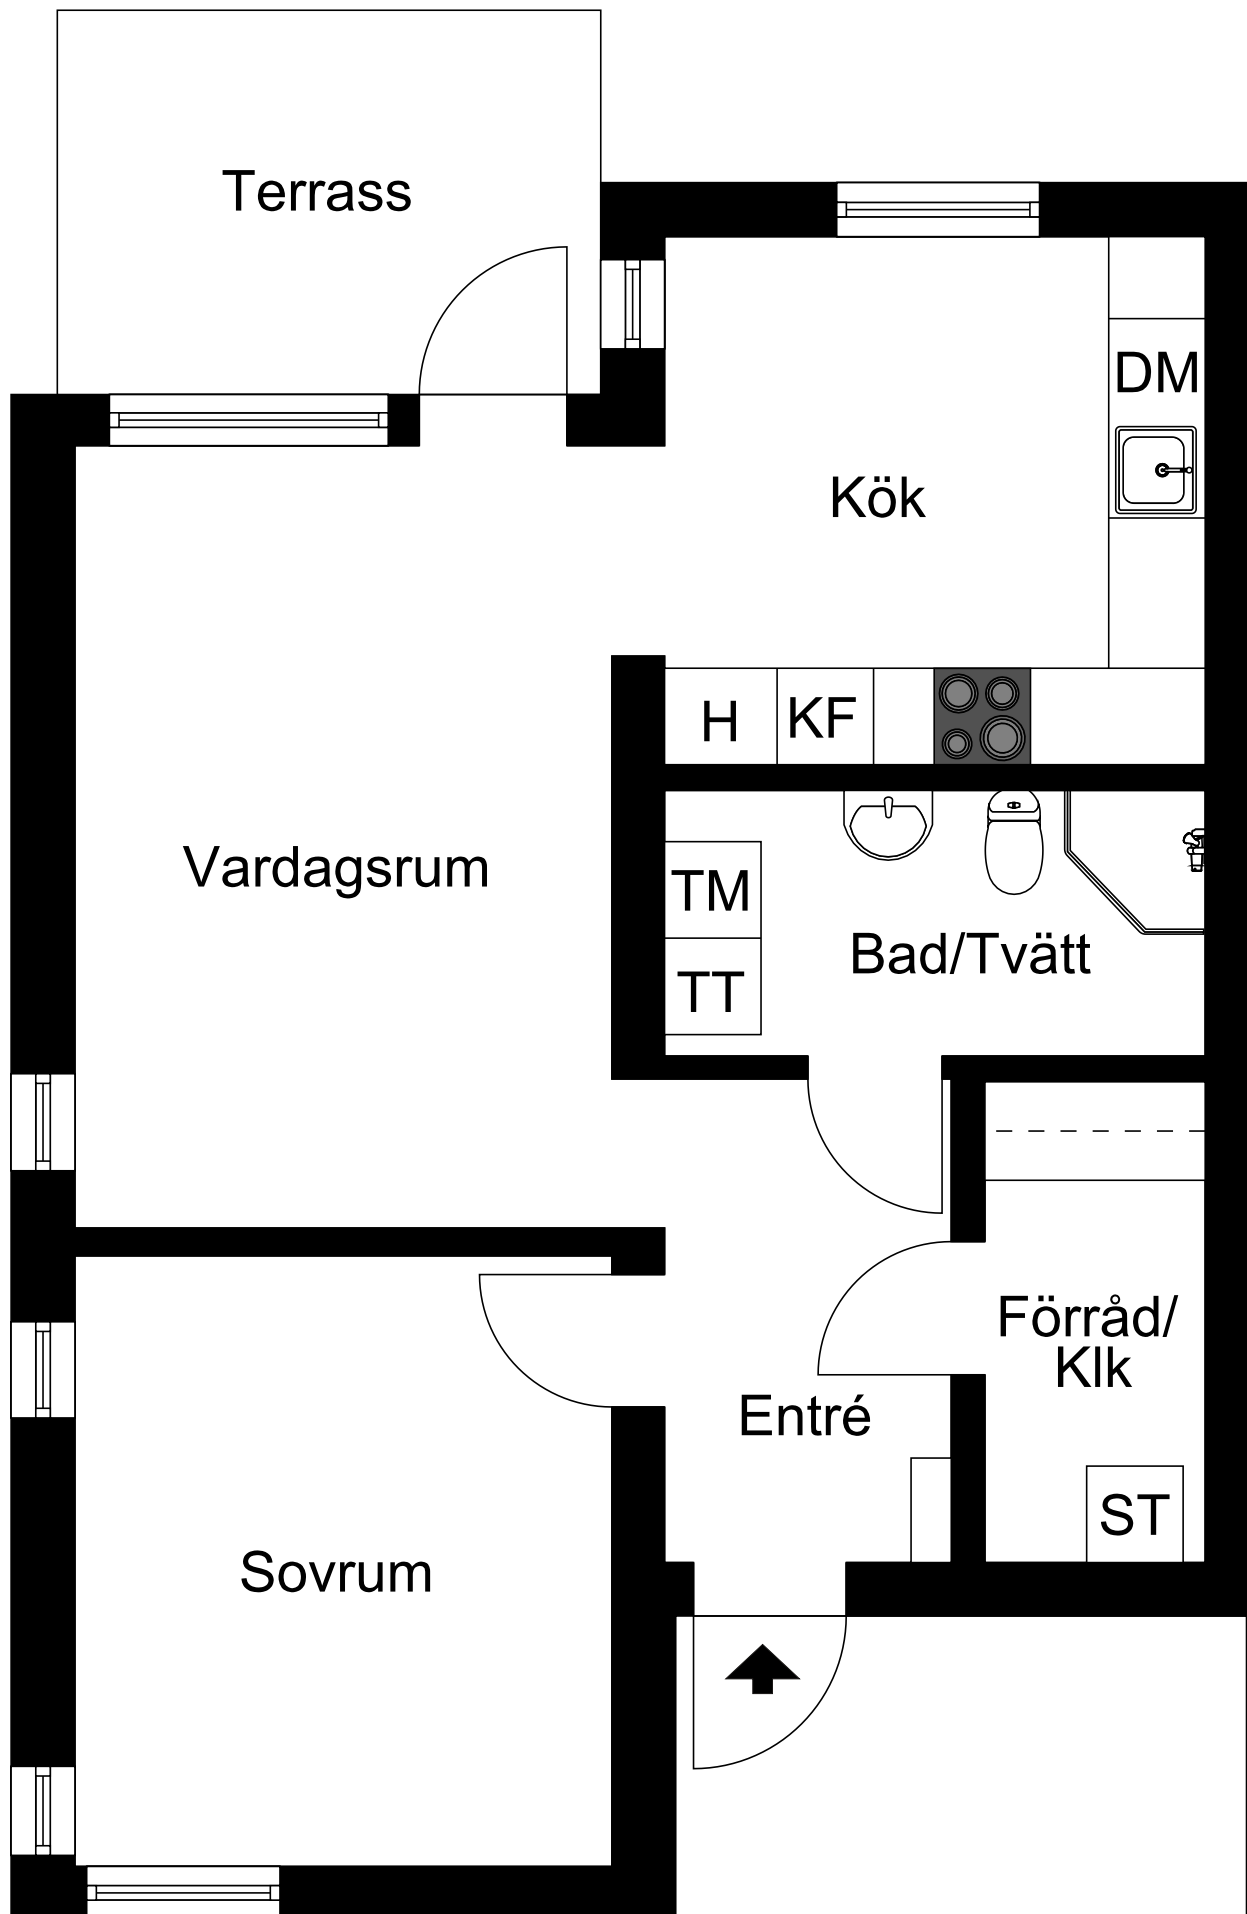 Terrass
DM
Kök
H
KF
Vardagsrum
TM
Bad/Tvätt
TT
Förråd/
Klk
Entré
ST
Sovrum